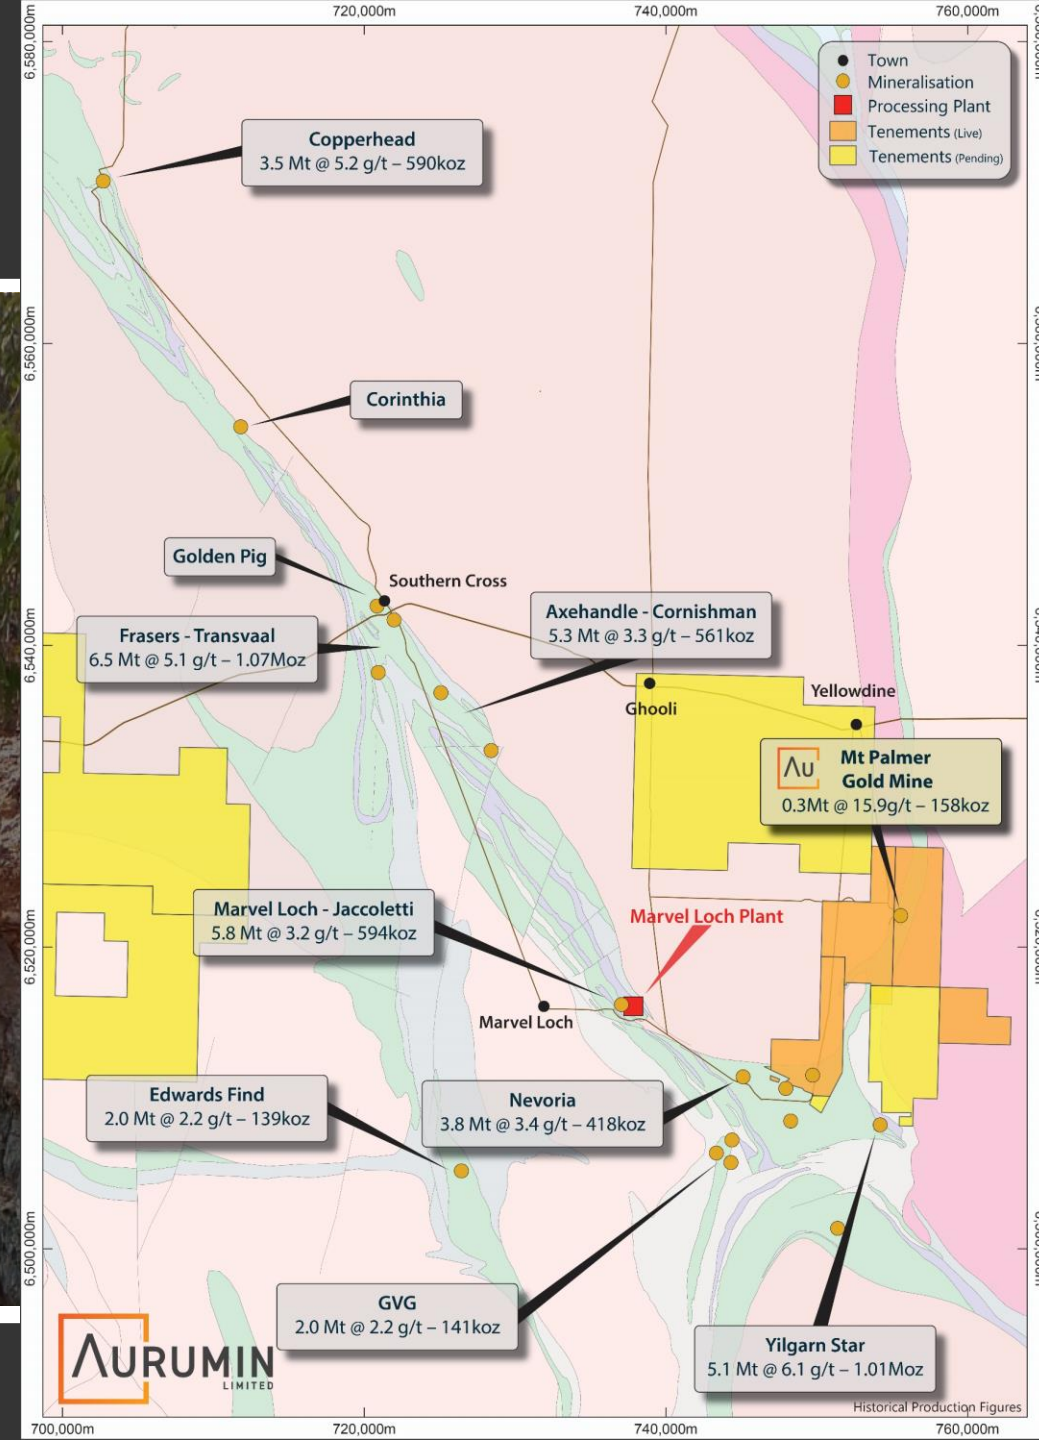 720,000m
740,000m
760,000m
6,580,000m
Town
Mineralisation
Processing Plant
Tenements (Live)
Tenements (Pending)
Copperhead
3.5 Mt @ 5.2 g/t – 590koz
6,560,000m
Corinthia
Golden Pig
Southern Cross
Frasers - Transvaal
6.5 Mt @ 5.1 g/t – 1.07Moz
Axehandle - Cornishman
5.3 Mt @ 3.3 g/t – 561koz
6,540,000m
Ghooli
Yellowdine
Au
Mt Palmer
Gold Mine
0.3Mt @ 15.9g/t – 158koz
Marvel Loch - Jaccoletti
5.8 Mt @ 3.2 g/t – 594koz
Marvel Loch Plant
6,520,000m
Marvel Loch
Edwards Find
2.0 Mt @ 2.2 g/t – 139koz
Nevoria
3.8 Mt @ 3.4 g/t – 418koz
6,500,000m
GVG
2.0 Mt @ 2.2 g/t – 141koz
Yilgarn Star
5.1 Mt @ 6.1 g/t – 1.01Moz
AURUMIN
LIMITED
Historical Production Figures
700,000m
720,000m
740,000m
760,000m